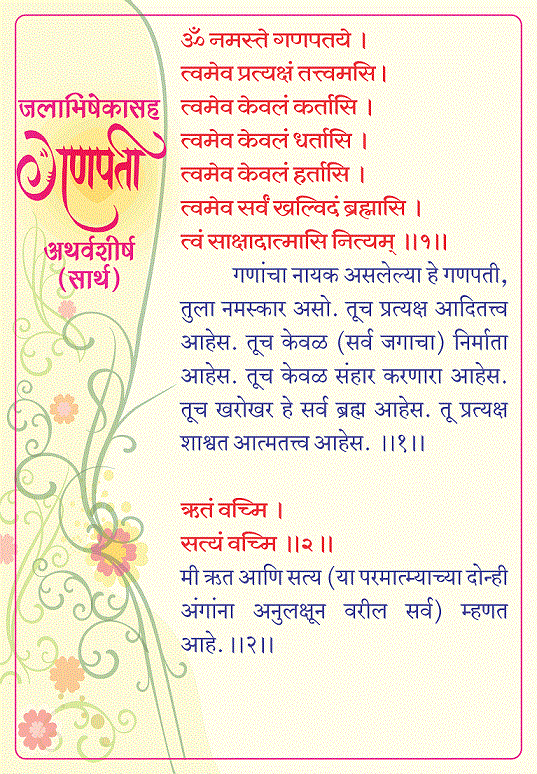 जलाभिषेकासह
गणपती
अथर्वशीर्ष
(सार्थ)
ॐ नमस्ते गणपतये ।
त्वमेव प्रत्यक्षं तत्त्वमसि।
त्वमेव केवलं कर्तासि ।
त्वमेव केवलं धर्तासि ।
त्वमेव केवलं हर्तासि ।
त्वमेव सर्वं खल्विदं ब्रह्मासि ।
त्वं साक्षादात्मासि नित्यम् ॥१॥
गणांचा नायक असलेल्या हे गणपती,
तुला नमस्कार असो. तूच प्रत्यक्ष आदितत्त्व
आहेस. तूच केवळ (सर्व जगाचा) निर्माता
आहेस. तूच केवळ संहार करणारा आहेस.
तूच खरोखर हे सर्व ब्रह्म आहेस. तू प्रत्यक्ष
शाश्वत आत्मतत्त्व आहेस. ।।१।।
ऋतं वच्मि ।
सत्यं वच्मि ॥२॥
मी ऋत आणि सत्य (या परमात्म्याच्या दोन्ही
अंगांना अनुलक्षून वरील सर्व) म्हणत
आहे. ।।२।।